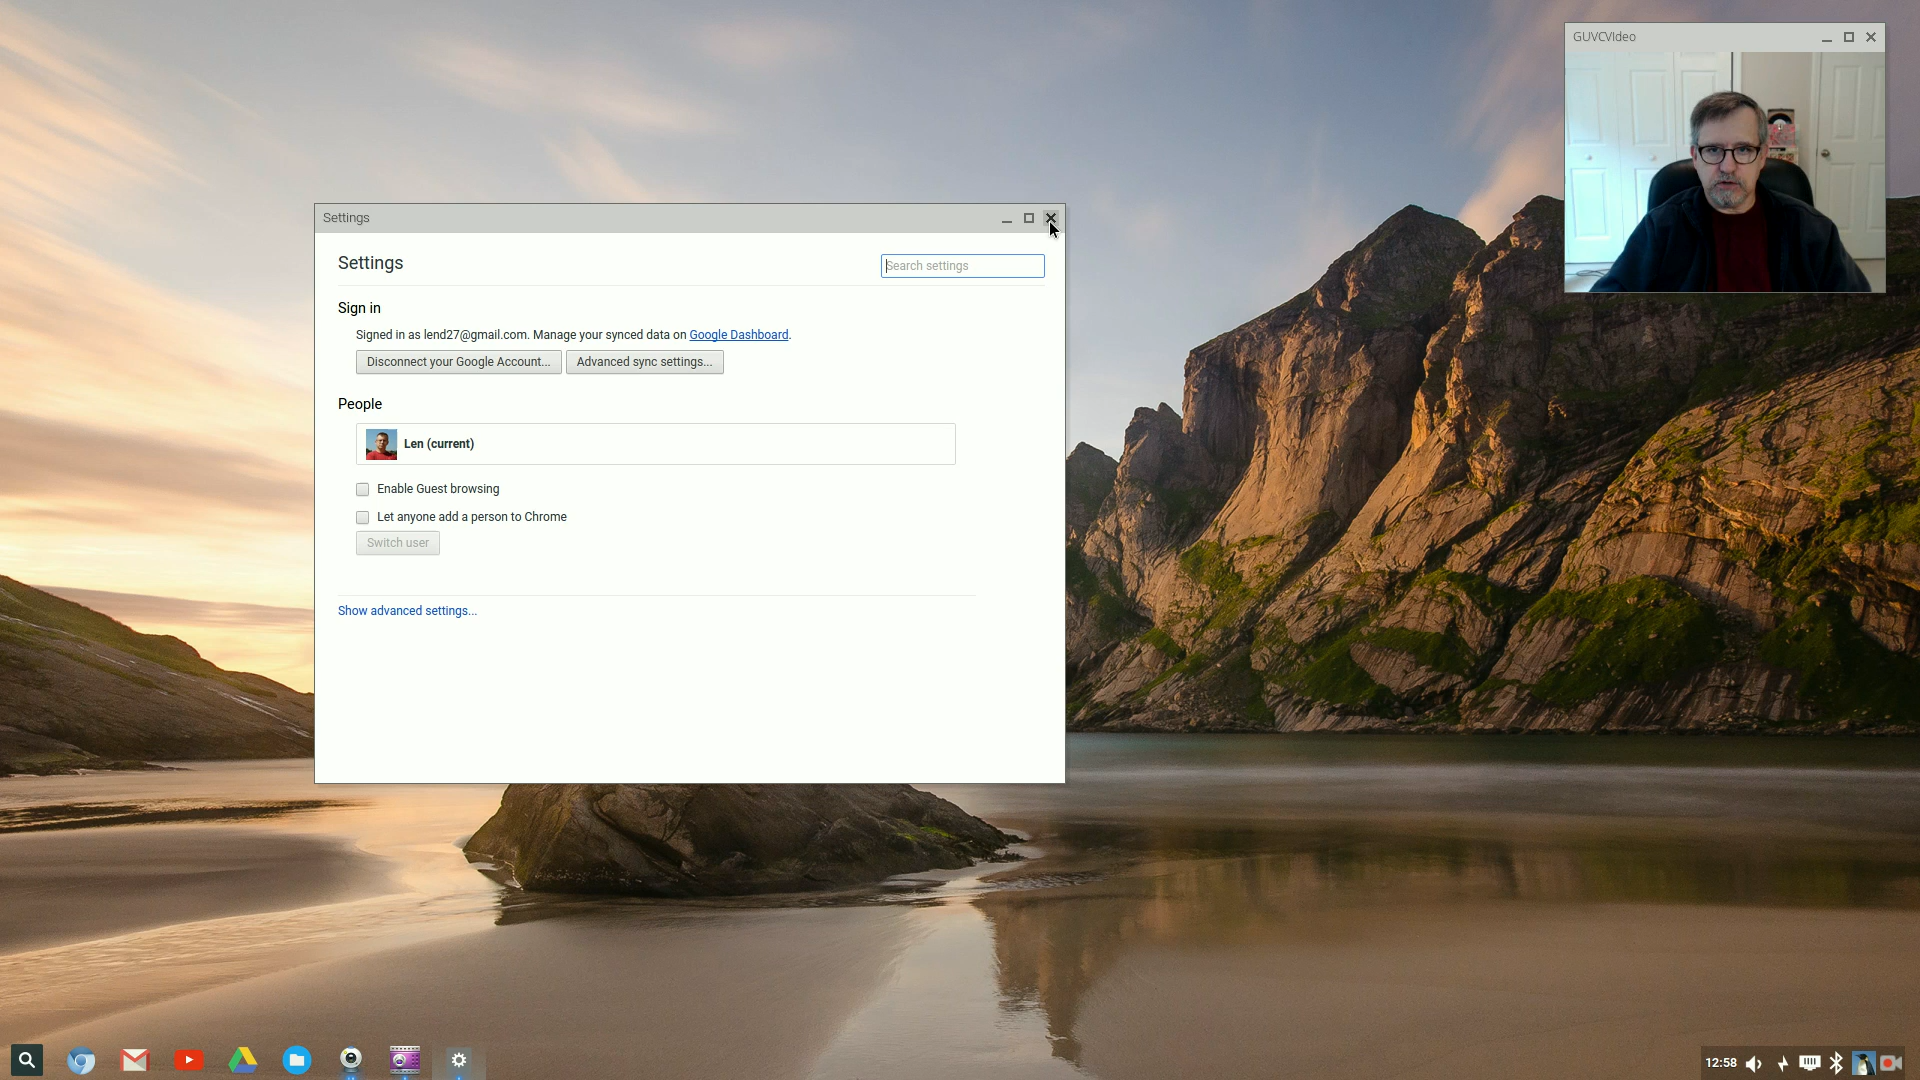 GUVCVideo
Settings
Settings
Search settings
Sign in
Signed in as lend27@gmail.com. Manage your synced data on Google Dashboard.
Disconnect your Google Account...
Advanced sync settings...
People
Len (current)
Enable Guest browsing
Let anyone add a person to Chrome
Switch user
Show advanced settings...
12:58